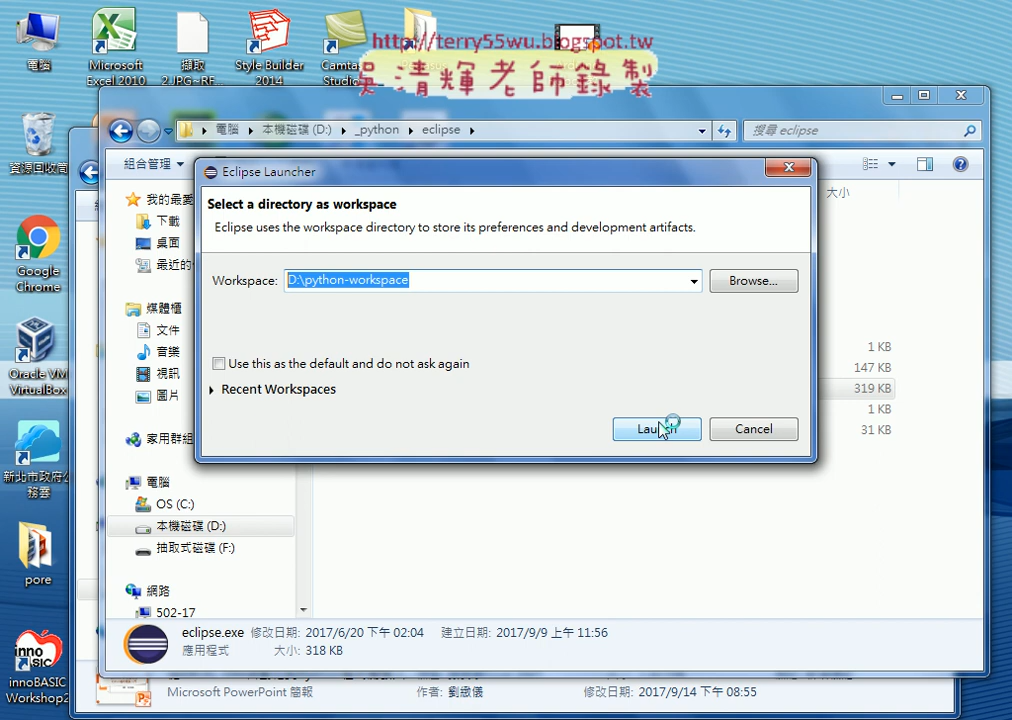 電腦
Microsoft Excel 2010
擷取 2.JPG~RF...
Style Builder 2014
Camtasia Studio
http://terry55wu.blogspot.tw
吳清輝老師錄製
資源回收筒
Google Chrome
Oracle VM VirtualBox
新北市政府公務雲
pore
innoBASIC Workshop2
電腦 本機磁碟 (D:) _python eclipse
搜尋 eclipse
組合管理
大小
我的最愛
下載
桌面
最近的
媒體櫃
文件
音樂
視訊
圖片
家用群組
電腦
OS (C:)
本機磁碟 (D:)
抽取式磁碟 (F:)
網路
502-17
Eclipse Launcher
Select a directory as workspace
Eclipse uses the workspace directory to store its preferences and development artifacts.
Workspace: D:\python-workspace
Browse...
Use this as the default and do not ask again
Recent Workspaces
Launch
Cancel
1 KB
147 KB
319 KB
1 KB
31 KB
eclipse.exe 修改日期: 2017/6/20 下午 02:04 建立日期: 2017/9/9 上午 11:56
應用程式 大小: 318 KB
Microsoft PowerPoint 簡報 作者: 劉緻儀 修改日期: 2017/9/14 下午 08:55